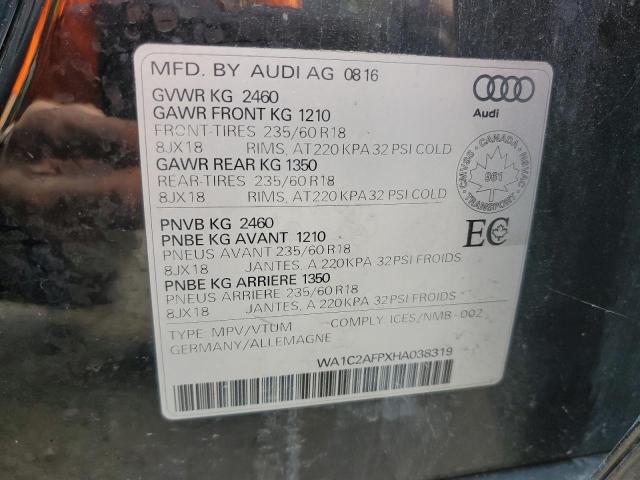 MFD. BY AUDI AG 08 16
GVWR KG 2460
GAWR FRONT KG 1210
FRONT-TIRES 235/60 R18
8JX18 RIMS, AT 220 KPA 32 PSI COLD
GAWR REAR KG 1350
REAR-TIRES 235/60 R18
8JX18 RIMS, AT 220 KPA 32 PSI COLD
Audi
CANADA
CMVSS NSVAC
961
TRANSPORT
PNVB KG 2460
PNBE KG AVANT 1210
PNEUS AVANT 235/60 R18
8JX18 JANTES, A 220 KPA 32 PSI FROIDS
PNBE KG ARRIERE 1350
PNEUS ARRIERE 235/60 R18
8JX18 JANTES, A 220 KPA 32 PSI FROIDS
EC
TYPE: MPV/VTUM COMPLY. ICES/NMB-002
GERMANY/ALLEMAGNE
WA1C2AFPXHA038319